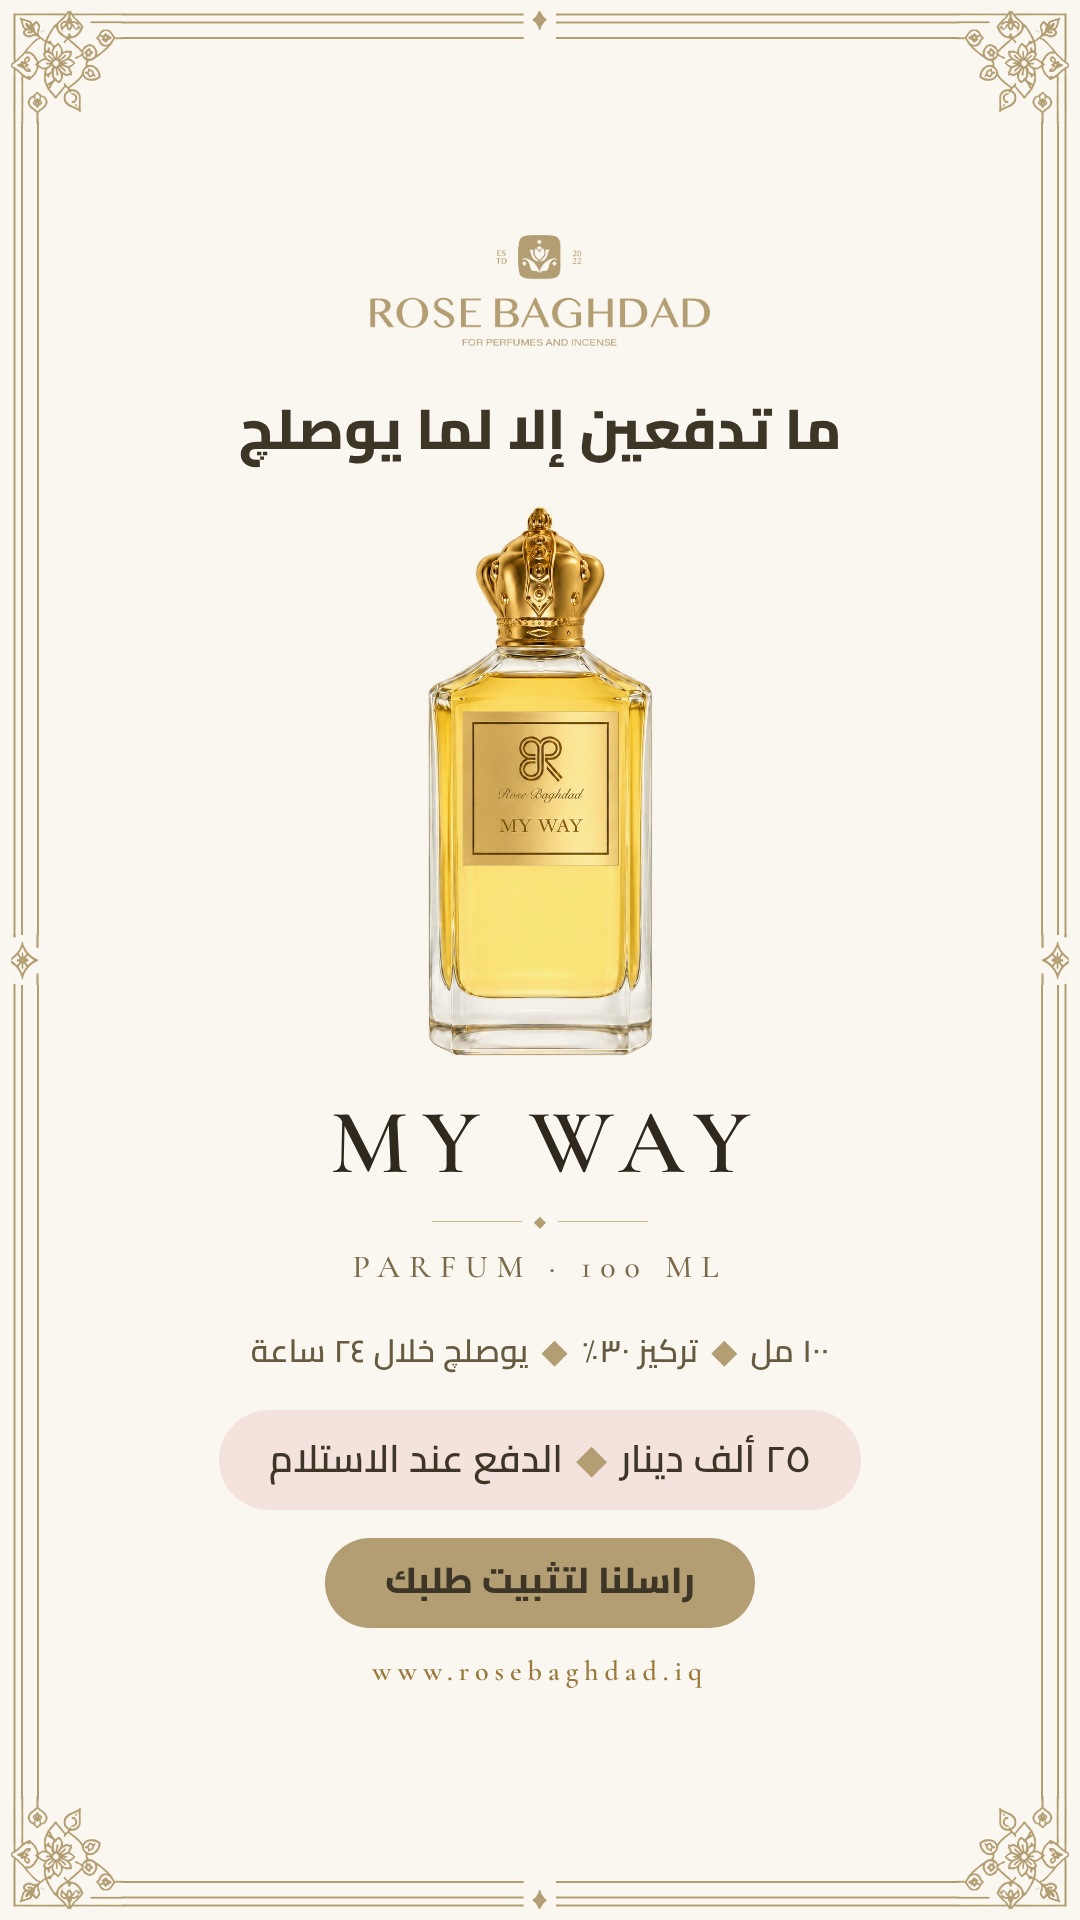 ES TD
20 22
ROSE BAGHDAD
FOR PERFUMES AND INCENSE
ما تدفعين إلا لما يوصلچ
BR
Rose Baghdad
MY WAY
MY WAY
PARFUM · 100 ML
١٠٠ مل ◆ تركيز ٣٠٪ ◆ يوصلچ خلال ٢٤ ساعة
٢٥ ألف دينار ◆ الدفع عند الاستلام
راسلنا لتثبيت طلبك
www.rosebaghdad.iq